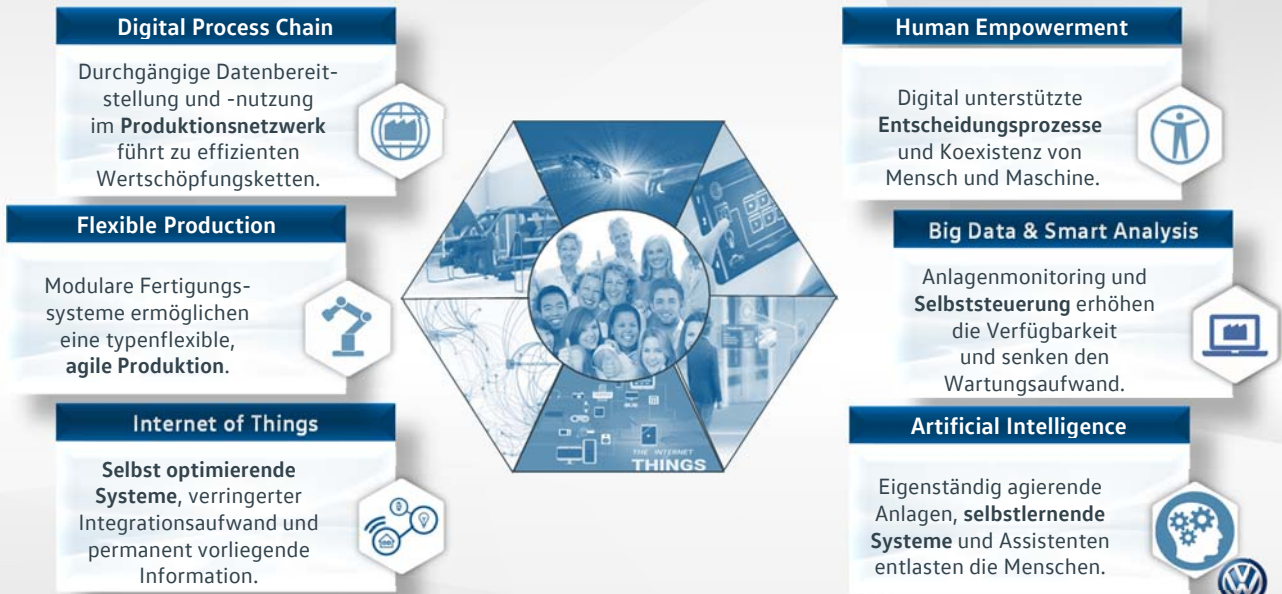 Digital Process Chain
Durchgängige Datenbereit-
stellung und -nutzung
im Produktionsnetzwerk
führt zu effizienten
Wertschöpfungsketten.
Flexible Production
Modulare Fertigungs-
systeme ermöglichen
eine typenflexible,
agile Produktion.
Internet of Things
Selbst optimierende
Systeme, verringerter
Integrationsaufwand und
permanent vorliegende
Information.
THE INTERNET
THINGS
Human Empowerment
Digital unterstützte
Entscheidungsprozesse
und Koexistenz von
Mensch und Maschine.
Big Data & Smart Analysis
Anlagenmonitoring und
Selbststeuerung erhöhen
die Verfügbarkeit
und senken den
Wartungsaufwand.
Artificial Intelligence
Eigenständig agierende
Anlagen, selbstlernende
Systeme und Assistenten
entlasten die Menschen.